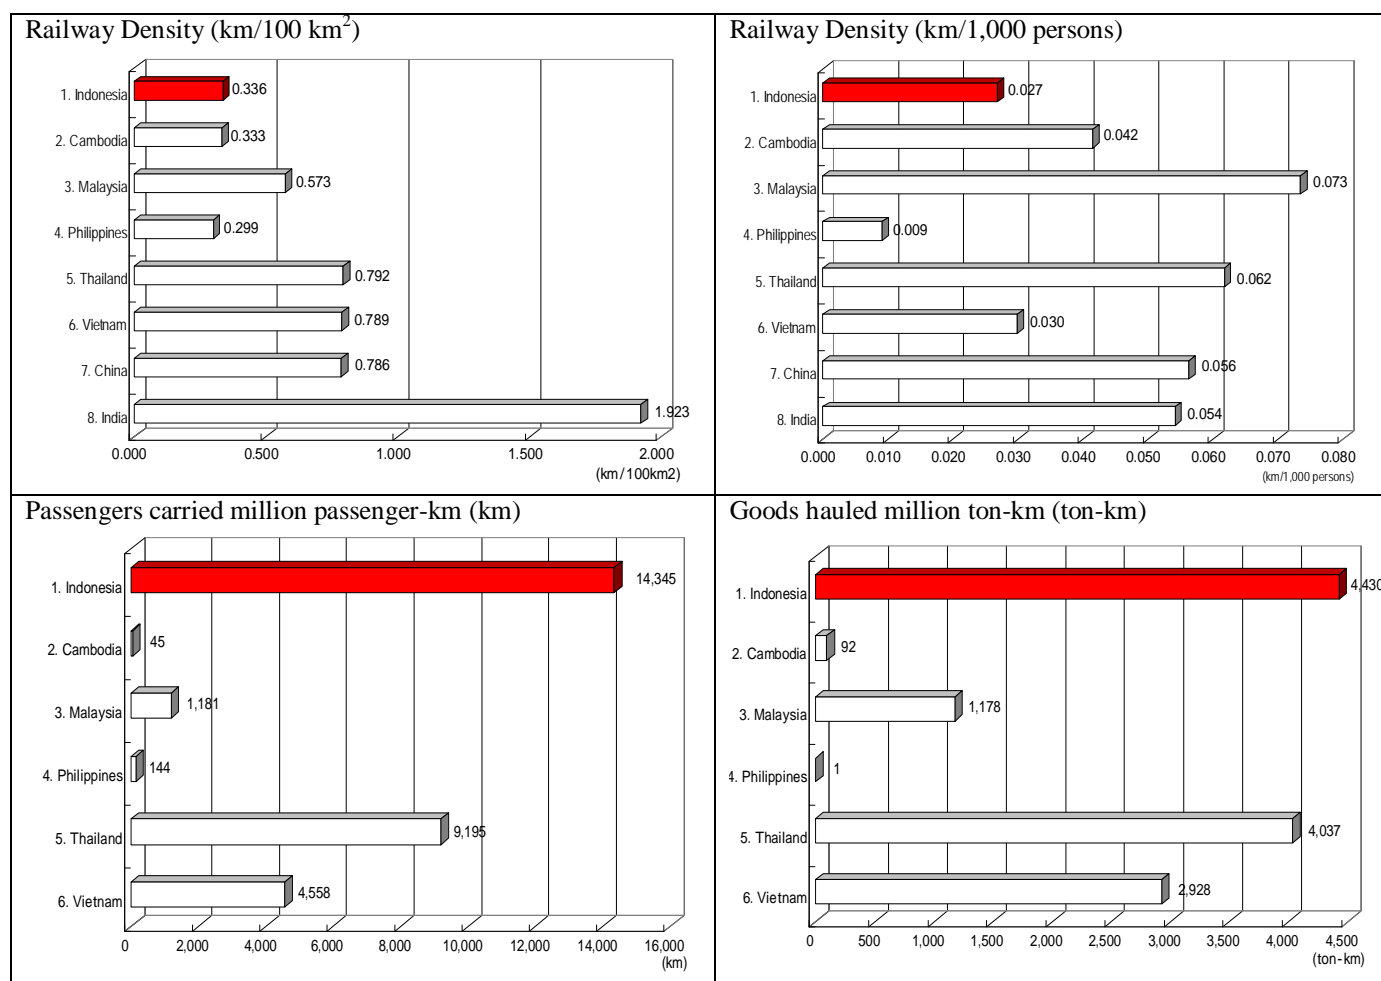 Railway Density (km/100 km²)
1. Indonesia 0.336
2. Cambodia 0.333
3. Malaysia 0.573
4. Philippines 0.299
5. Thailand 0.792
6. Vietnam 0.789
7. China 0.786
8. India 1.923
0.000 0.500 1.000 1.500 2.000
(km/100km2)
Railway Density (km/1,000 persons)
1. Indonesia 0.027
2. Cambodia 0.042
3. Malaysia 0.073
4. Philippines 0.009
5. Thailand 0.062
6. Vietnam 0.030
7. China 0.056
8. India 0.054
0.000 0.010 0.020 0.030 0.040 0.050 0.060 0.070 0.080
(km/1,000 persons)
Passengers carried million passenger-km (km)
1. Indonesia 14,345
2. Cambodia 45
3. Malaysia 1,181
4. Philippines 144
5. Thailand 9,195
6. Vietnam 4,558
0 2,000 4,000 6,000 8,000 10,000 12,000 14,000 16,000
(km)
Goods hauled million ton-km (ton-km)
1. Indonesia 4,430
2. Cambodia 92
3. Malaysia 1,178
4. Philippines 1
5. Thailand 4,037
6. Vietnam 2,928
0 500 1,000 1,500 2,000 2,500 3,000 3,500 4,000 4,500
(ton-km)